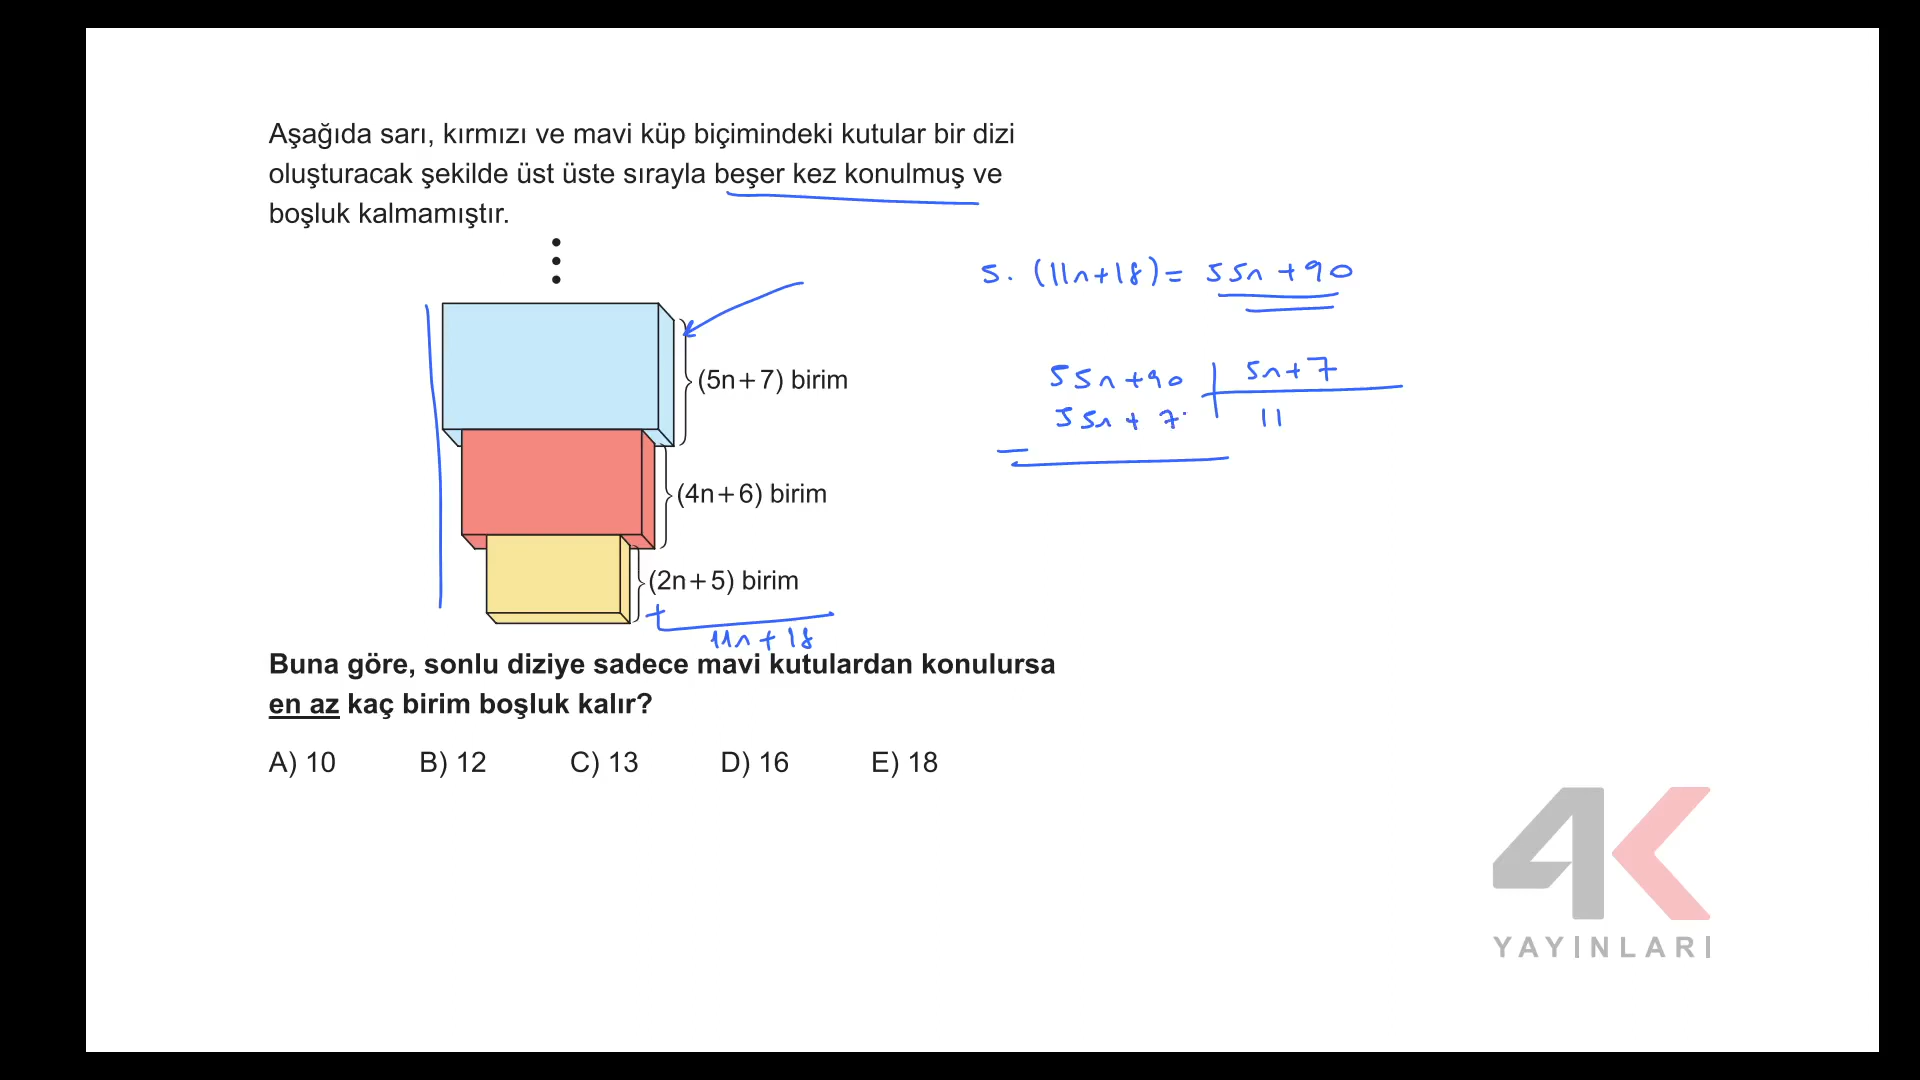 Aşağıda sarı, kırmızı ve mavi küp biçimindeki kutular bir dizi
oluşturacak şekilde üst üste sırayla beşer kez konulmuş ve
boşluk kalmamıştır.
5. (11n+18) = 55n + 90
(5n+7) birim
55n + 90 5n+7
55n + 7. 11
(4n+6) birim
(2n+5) birim
+
11n + 18
Buna göre, sonlu diziye sadece mavi kutulardan konulursa
en az kaç birim boşluk kalır?
A) 10 B) 12 C) 13 D) 16 E) 18
4K
YAYINLARI